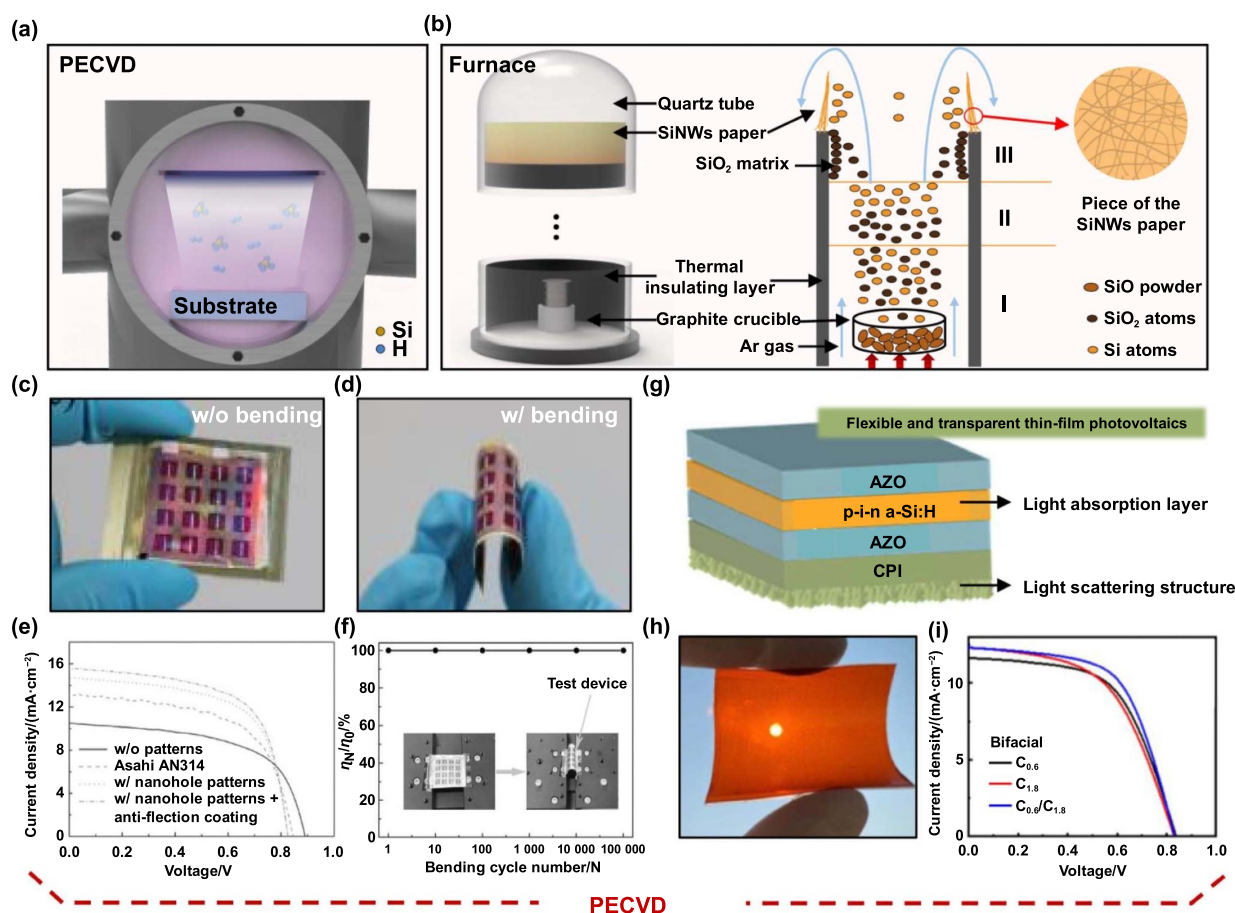 (a)
PECVD
Substrate
Si
H
(b)
Furnace
Quartz tube
SiNWs paper
SiO₂ matrix
Thermal
insulating layer
Graphite crucible
Ar gas
III
II
I
Piece of the
SiNWs paper
SiO powder
SiO₂ atoms
Si atoms
(c)
w/o bending
(d)
w/ bending
(g)
Flexible and transparent thin-film photovoltaics
AZO
p-i-n a-Si:H
AZO
CPI
Light absorption layer
Light scattering structure
(e)
Current density/(mA·cm⁻²)
16
12
8
4
0
w/o patterns
Asahi AN314
w/ nanohole patterns
w/ nanohole patterns +
anti-flection coating
0.0 0.2 0.4 0.6 0.8 1.0
Voltage/V
(f)
ηN/η0/%
100
80
60
40
20
0
Test device
1 10 100 1 000 10 000 100 000
Bending cycle number/N
(h)
(i)
Current density/(mA·cm⁻²)
10
5
0
Bifacial
C₀.₆
C₁.₈
C₀.₆/C₁.₈
0.0 0.2 0.4 0.6 0.8 1.0
Voltage/V
PECVD